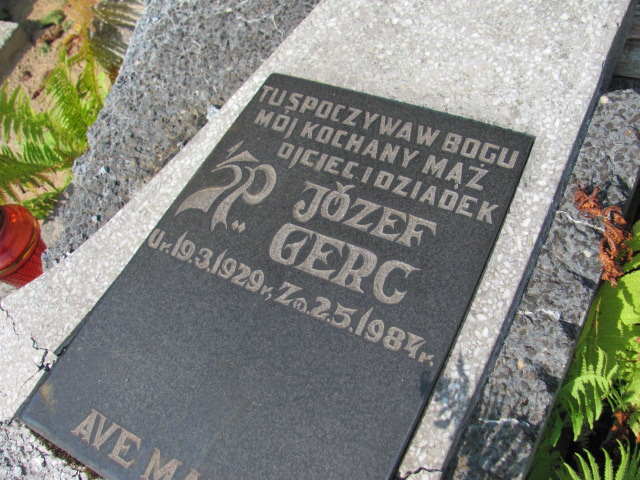 TU SPOCZYWA W BOGU
MÓJ KOCHANY MĄŻ
OJCIEC I DZIADEK
ŚP.
JÓZEF
GERC
Ur. 19.3.1929 r, Zm. 2.5.1984 r.
AVE MA